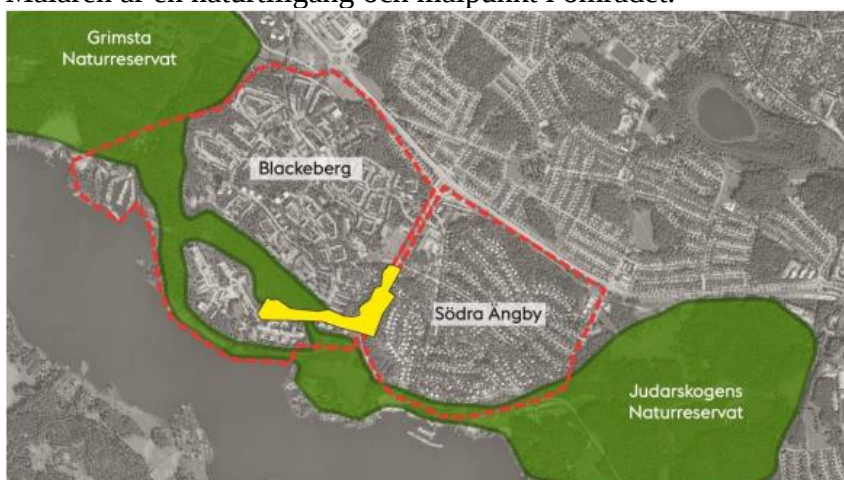 Mälaren är en naturtillgång och målpunkt i området.
Grimsta
Naturreservat
Blackeberg
Södra Ängby
Judarskogens
Naturreservat